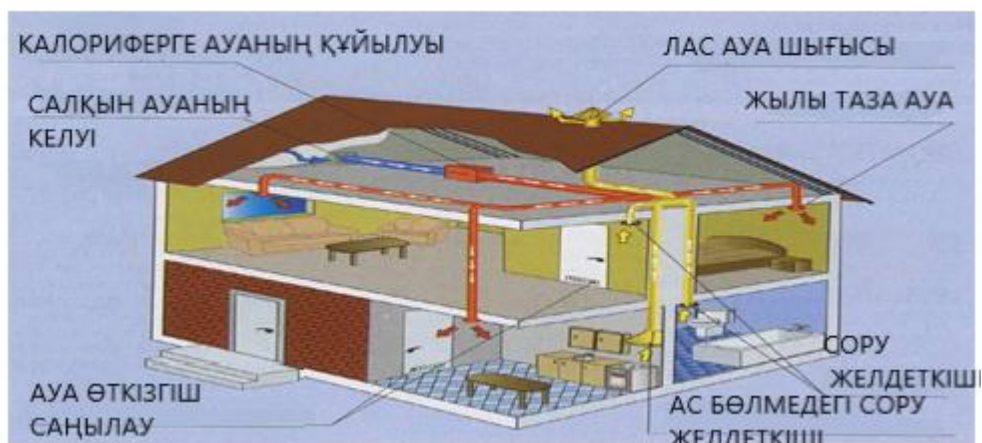 КАЛОРИФЕРГЕ АУАНЫҢ ҚҰЙЫЛУЫ
ЛАС АУА ШЫҒЫСЫ
САЛҚЫН АУАНЫҢ
КЕЛУІ
ЖЫЛЫ ТАЗА АУА
АУА ӨТКІЗГІШ
САҢЫЛАУ
СОРУ
ЖЕЛДЕТКІШІ
АС БӨЛМЕДЕГІ СОРУ
ЖЕЛДЕТКІШІ